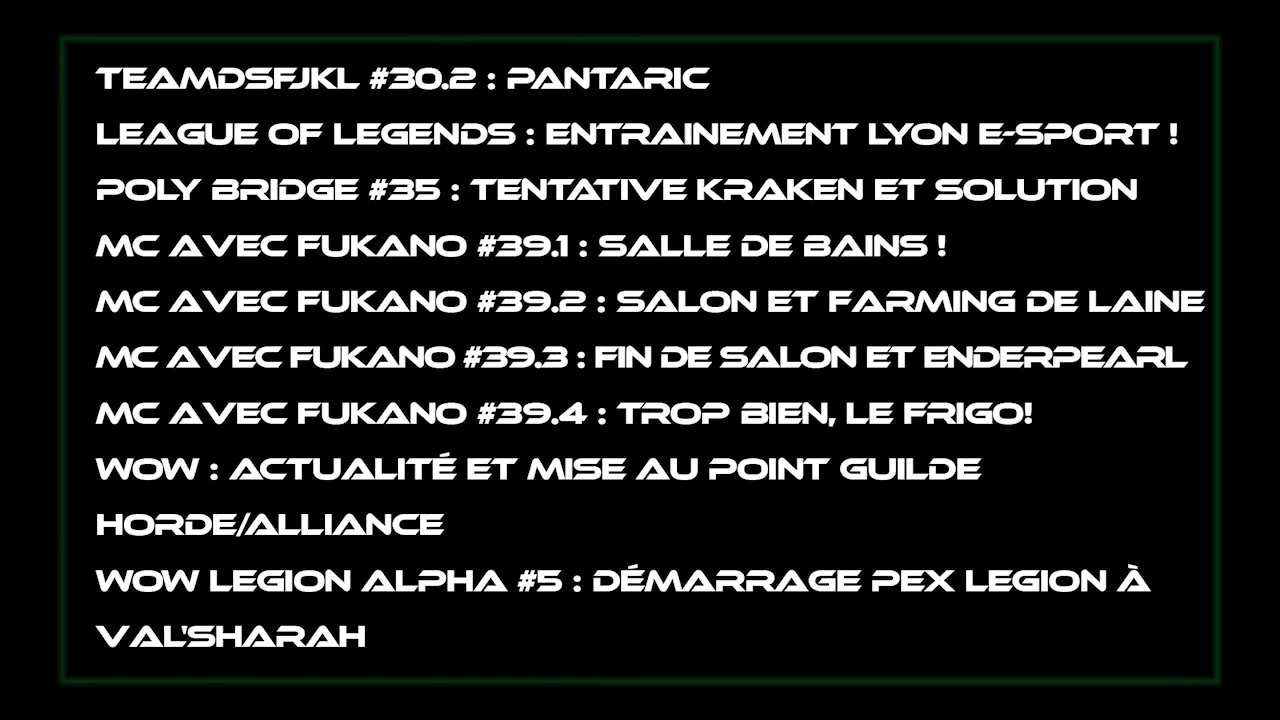 TEAMDSFJKL #30.2 : PANTARIC
LEAGUE OF LEGENDS : ENTRAINEMENT LYON E-SPORT !
POLY BRIDGE #35 : TENTATIVE KRAKEN ET SOLUTION
MC AVEC FUKANO #39.1 : SALLE DE BAINS !
MC AVEC FUKANO #39.2 : SALON ET FARMING DE LAINE
MC AVEC FUKANO #39.3 : FIN DE SALON ET ENDERPEARL
MC AVEC FUKANO #39.4 : TROP BIEN, LE FRIGO!
WOW : ACTUALITÉ ET MISE AU POINT GUILDE
HORDE/ALLIANCE
WOW LEGION ALPHA #5 : DÉMARRAGE PEX LEGION À
VAL'SHARAH